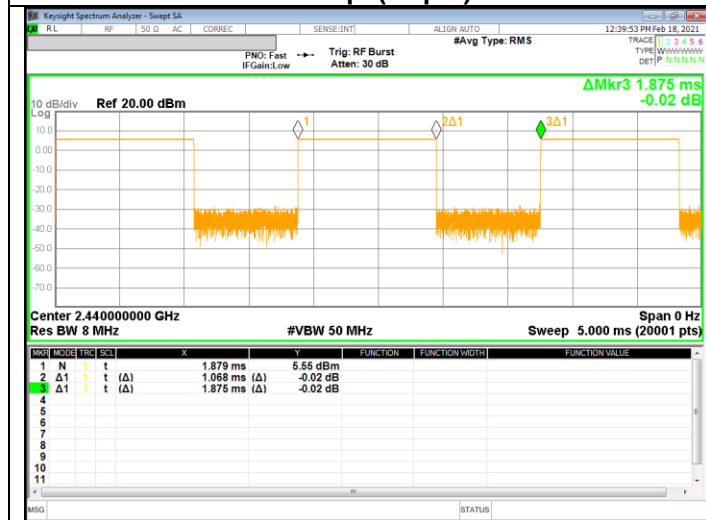 Keysight Spectrum Analyzer - Swept SA
RL RF 50 Ω AC CORREC SENSE:INT ALIGN AUTO 12:39:53 PM Feb 18, 2021
PNO: Fast Trig: RF Burst #Avg Type: RMS TRACE 1 2 3 4 5 6
IFGain:Low Atten: 30 dB TYPE W
DET P N N N N N
ΔMkr3 1.875 ms
-0.02 dB
10 dB/div Ref 20.00 dBm
Log
10.0
0.00
-10.0
-20.0
-30.0
-40.0
-50.0
-60.0
-70.0
1 2Δ1 3Δ1
Center 2.440000000 GHz Span 0 Hz
Res BW 8 MHz #VBW 50 MHz Sweep 5.000 ms (20001 pts)
MKR MODE TRC SCL X Y FUNCTION FUNCTION WIDTH FUNCTION VALUE
1 N 1 t 1.879 ms 5.55 dBm
2 Δ1 1 t (Δ) 1.068 ms (Δ) -0.02 dB
3 Δ1 1 t (Δ) 1.875 ms (Δ) -0.02 dB
4
5
6
7
8
9
10
11
MSG STATUS